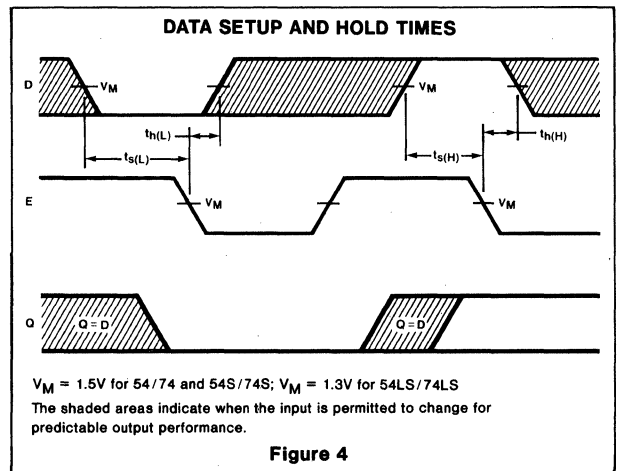 DATA SETUP AND HOLD TIMES
D
VM
VM
th(L)
th(H)
ts(L)
ts(H)
E
VM
VM
Q
Q = D
Q = D
VM = 1.5V for 54/74 and 54S/74S; VM = 1.3V for 54LS/74LS
The shaded areas indicate when the input is permitted to change for
predictable output performance.
Figure 4